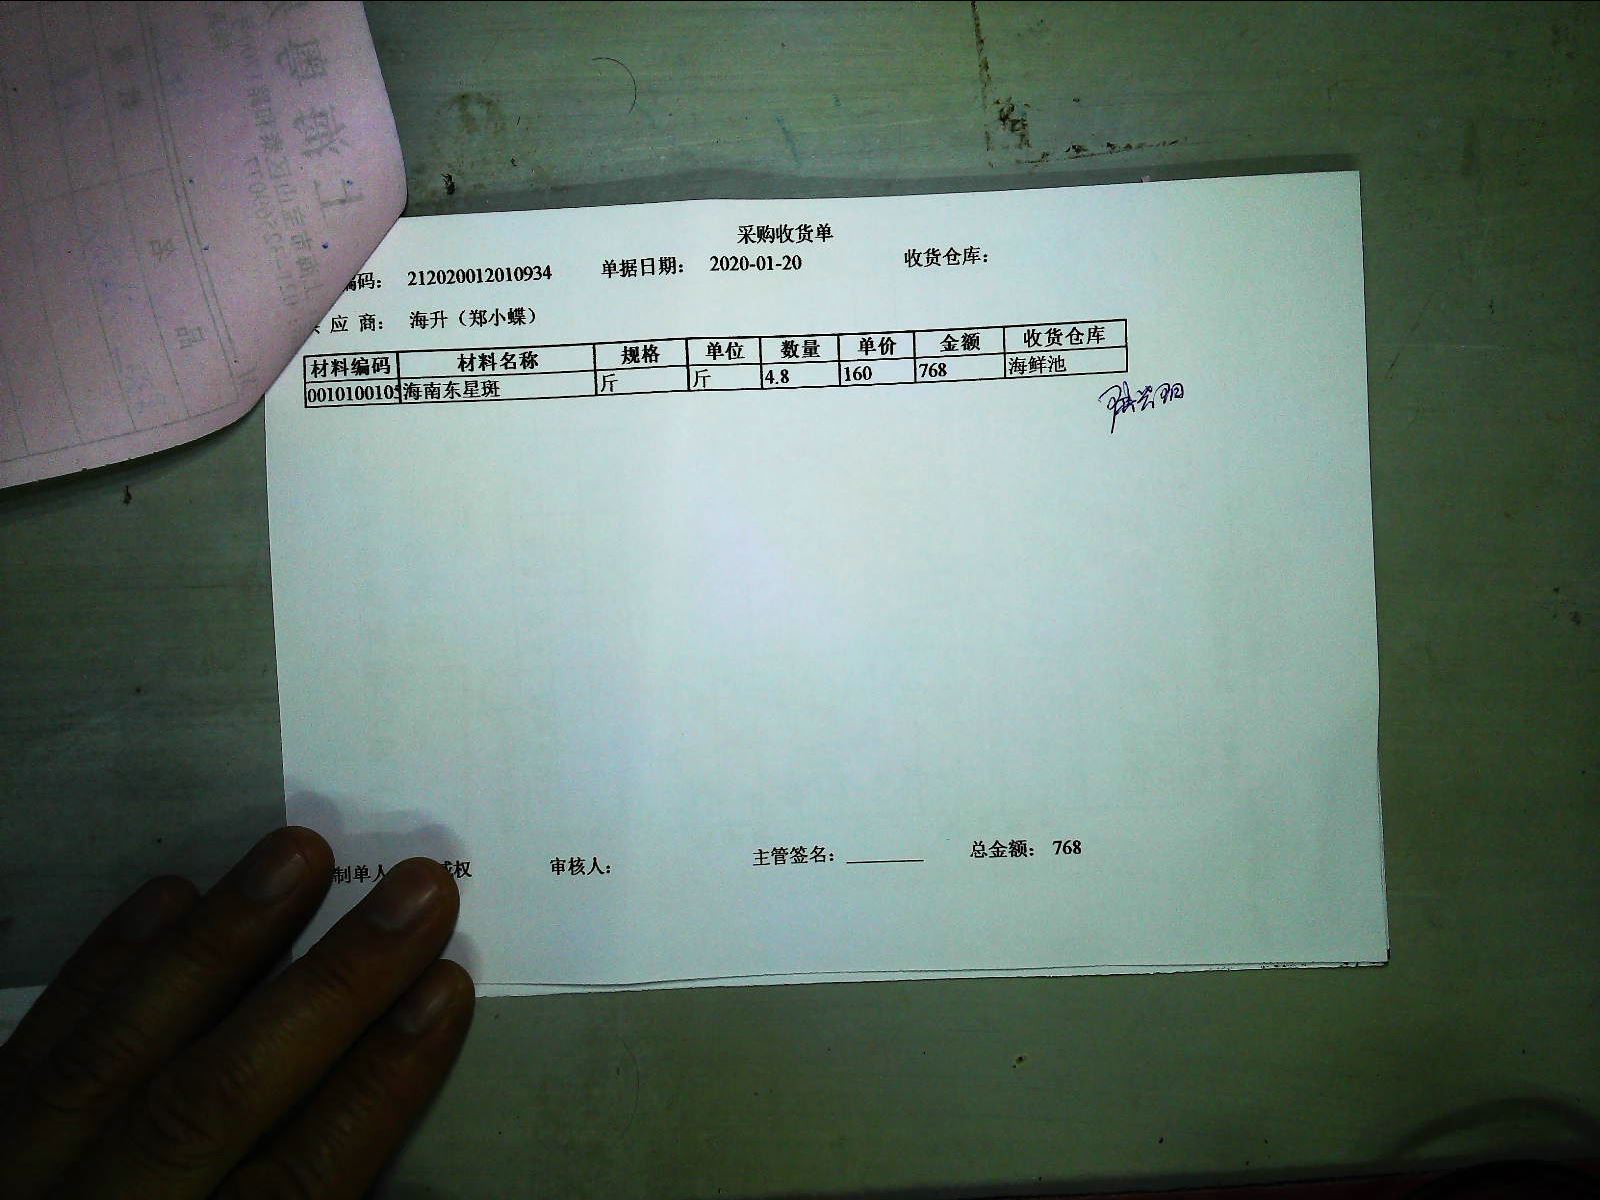 采购收货单
编码： 212020012010934 单据日期： 2020-01-20 收货仓库：
应 商： 海升（郑小蝶）
材料编码 材料名称 规格 单位 数量 单价 金额 收货仓库
0010100105 海南东星斑 斤 斤 4.8 160 768 海鲜池
制单人 权 审核人： 主管签名：________ 总金额： 768